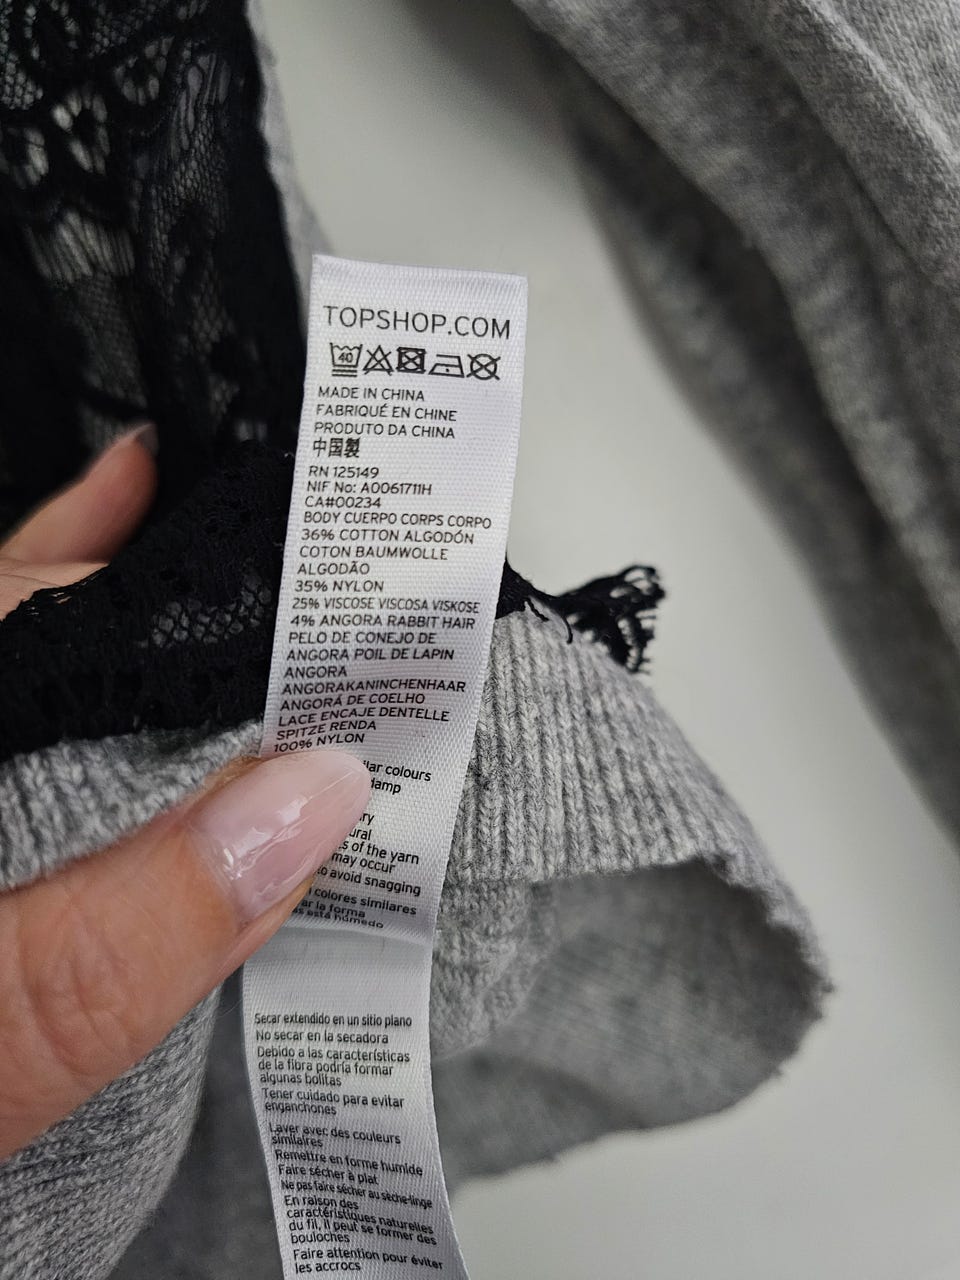 TOPSHOP.COM
40
MADE IN CHINA
FABRIQUÉ EN CHINE
PRODUTO DA CHINA
中国製
RN 125149
NIF No: A0061711H
CA#00234
BODY CUERPO CORPS CORPO
36% COTTON ALGODÓN
COTON BAUMWOLLE
ALGODÃO
35% NYLON
25% VISCOSE VISCOSA VISKOSE
4% ANGORA RABBIT HAIR
PELO DE CONEJO DE
ANGORA POIL DE LAPIN
ANGORA
ANGORAKANINCHENHAAR
ANGORÁ DE COELHO
LACE ENCAJE DENTELLE
SPITZE RENDA
100% NYLON
colours
of the yarn
may occur
to avoid snagging
colores similares
la forma
está húmedo
Secar extendido en un sitio plano
No secar en la secadora
Debido a las características
de la fibra podría formar
algunas bolitas
Tener cuidado para evitar
enganchones
Laver avec des couleurs
similaires
Remettre en forme humide
Faire sécher à plat
Ne pas faire sécher au sèche-linge
En raison des
caractéristiques naturelles
du fil, il peut se former des
bouloches
Faire attention pour éviter
les accrocs